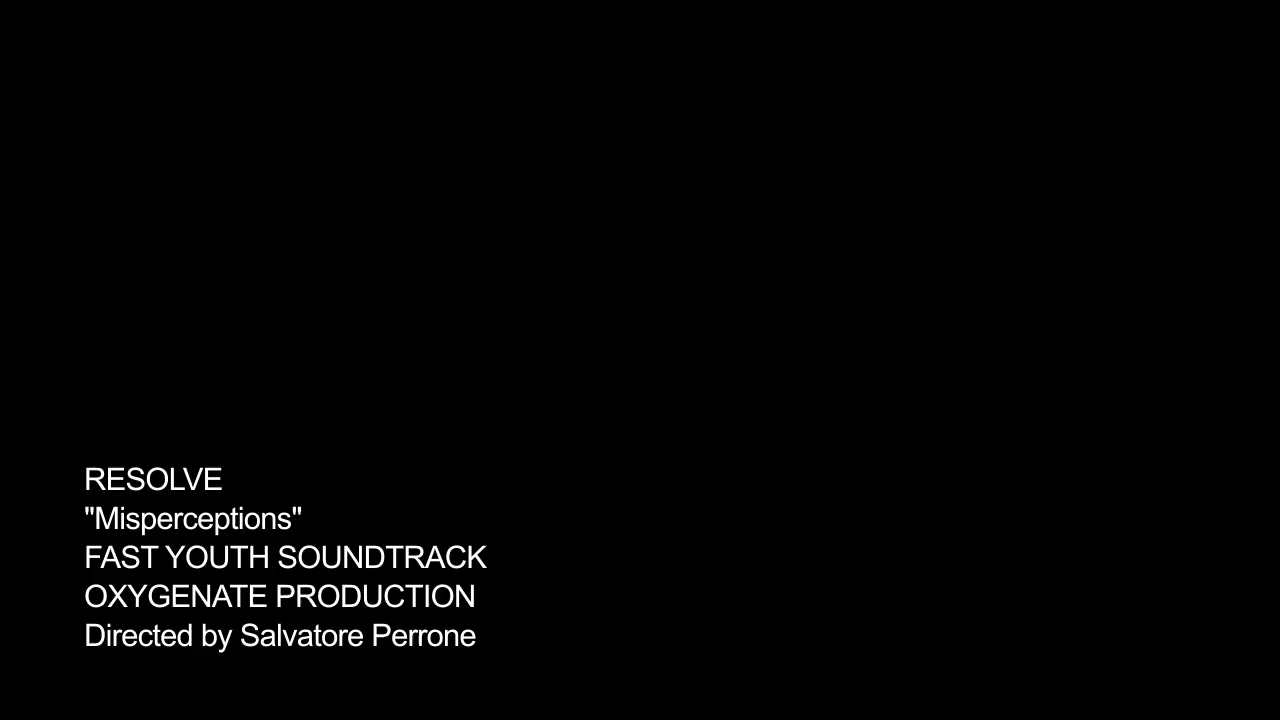 RESOLVE
"Misperceptions"
FAST YOUTH SOUNDTRACK
OXYGENATE PRODUCTION
Directed by Salvatore Perrone